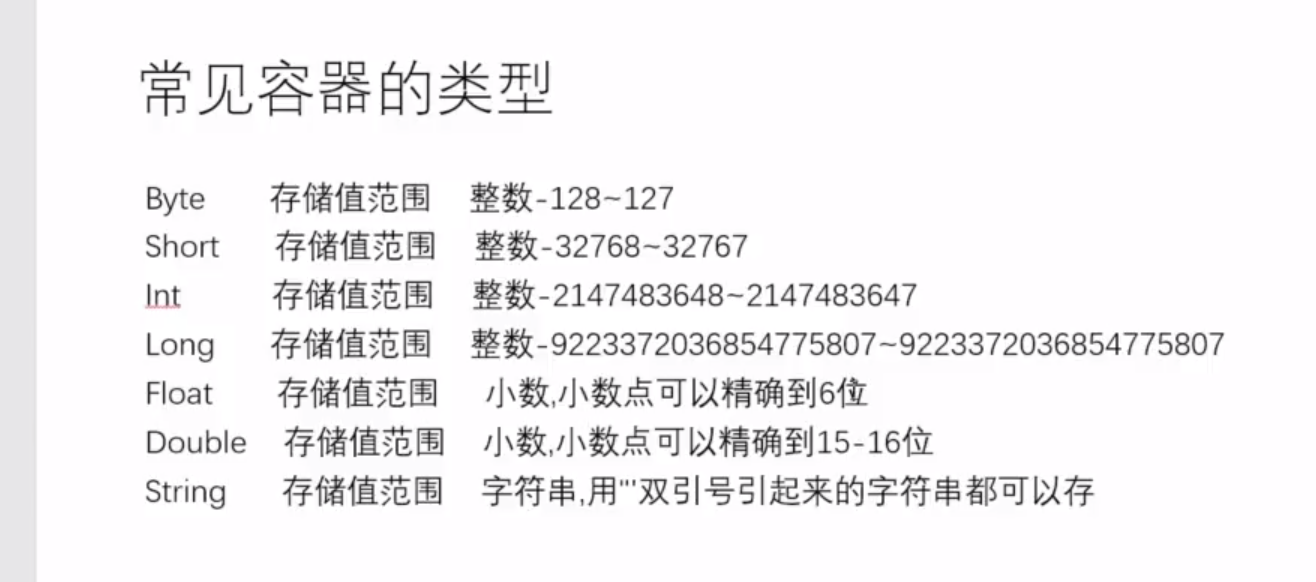 常见容器的类型
Byte 存储值范围 整数-128~127
Short 存储值范围 整数-32768~32767
Int 存储值范围 整数-2147483648~2147483647
Long 存储值范围 整数-9223372036854775807~9223372036854775807
Float 存储值范围 小数,小数点可以精确到6位
Double 存储值范围 小数,小数点可以精确到15-16位
String 存储值范围 字符串,用"''双引号引起来的字符串都可以存